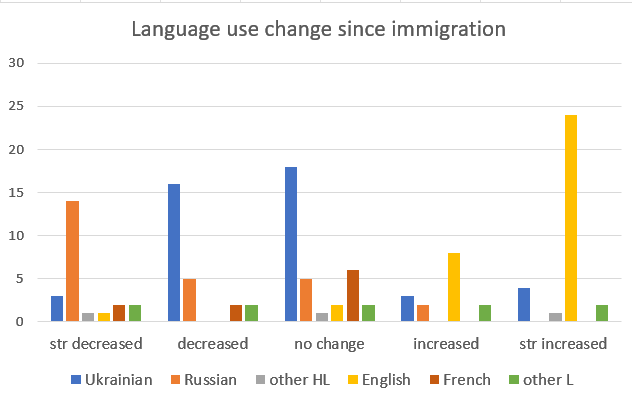 Language use change since immigration
30
25
20
15
10
5
0
str decreased decreased no change increased str increased
Ukrainian Russian other HL English French other L